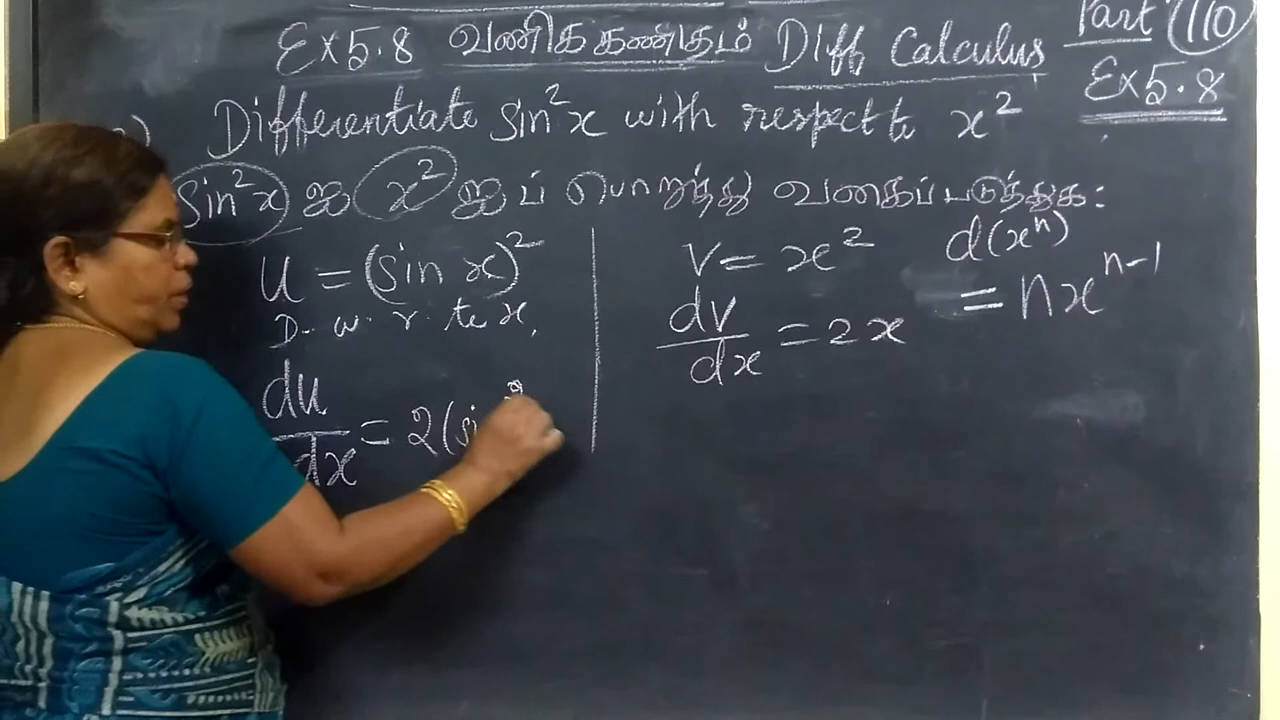 Ex 5.8 வணிக கணிதம் Diff Calculus
Part 110
Ex 5.8
Differentiate sin²x with respect to x²
sin²x ஐ x² ஐப் பொறுத்து வகைப்படுத்துக:
u = (sin x)²
D. w. r. to x,
du/dx = 2(si
v = x²
dv/dx = 2x
d(xⁿ)
= nxⁿ⁻¹